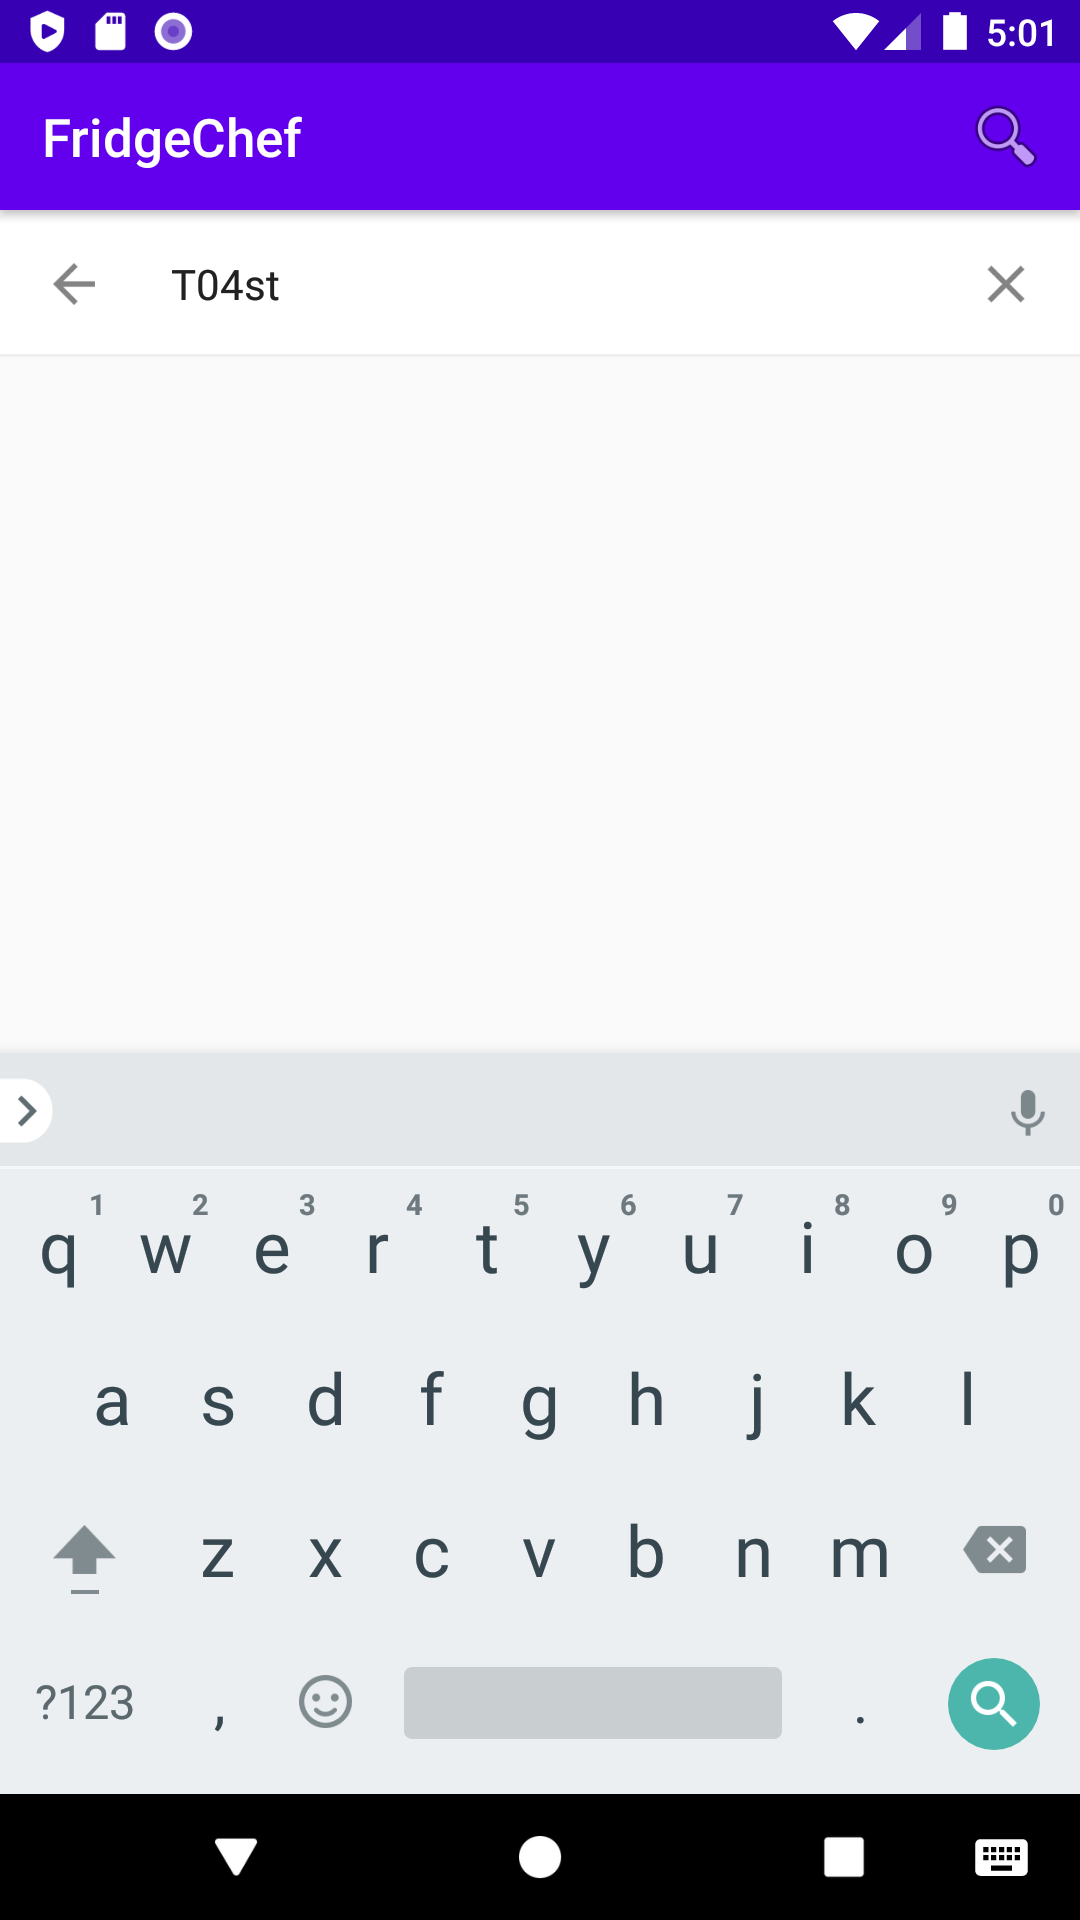 5:01
FridgeChef
T04st
1 2 3 4 5 6 7 8 9 0
q w e r t y u i o p
a s d f g h j k l
z x c v b n m
?123 , .